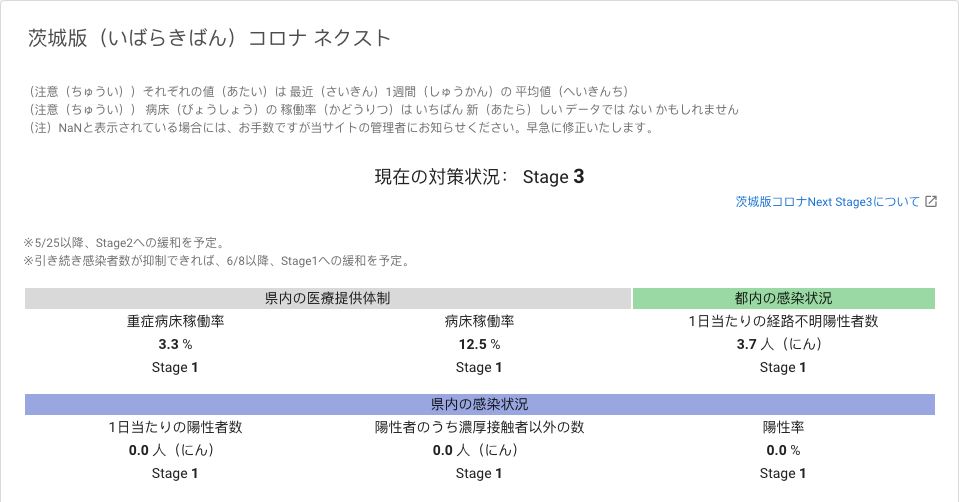 茨城版（いばらきばん）コロナ ネクスト
（注意（ちゅうい））それぞれの値（あたい）は 最近（さいきん）1週間（しゅうかん）の 平均値（へいきんち）
（注意（ちゅうい）） 病床（びょうしょう）の 稼働率（かどうりつ）は いちばん 新（あたら）しい データでは ない かもしれません
（注）NaNと表示されている場合には、お手数ですが当サイトの管理者にお知らせください。早急に修正いたします。
現在の対策状況： Stage 3
茨城版コロナNext Stage3について
※5/25以降、Stage2への緩和を予定。
※引き続き感染者数が抑制できれば、6/8以降、Stage1への緩和を予定。
県内の医療提供体制 都内の感染状況
重症病床稼働率 病床稼働率 1日当たりの経路不明陽性者数
3.3 % 12.5 % 3.7 人（にん）
Stage 1 Stage 1 Stage 1
県内の感染状況
1日当たりの陽性者数 陽性者のうち濃厚接触者以外の数 陽性率
0.0 人（にん） 0.0 人（にん） 0.0 %
Stage 1 Stage 1 Stage 1